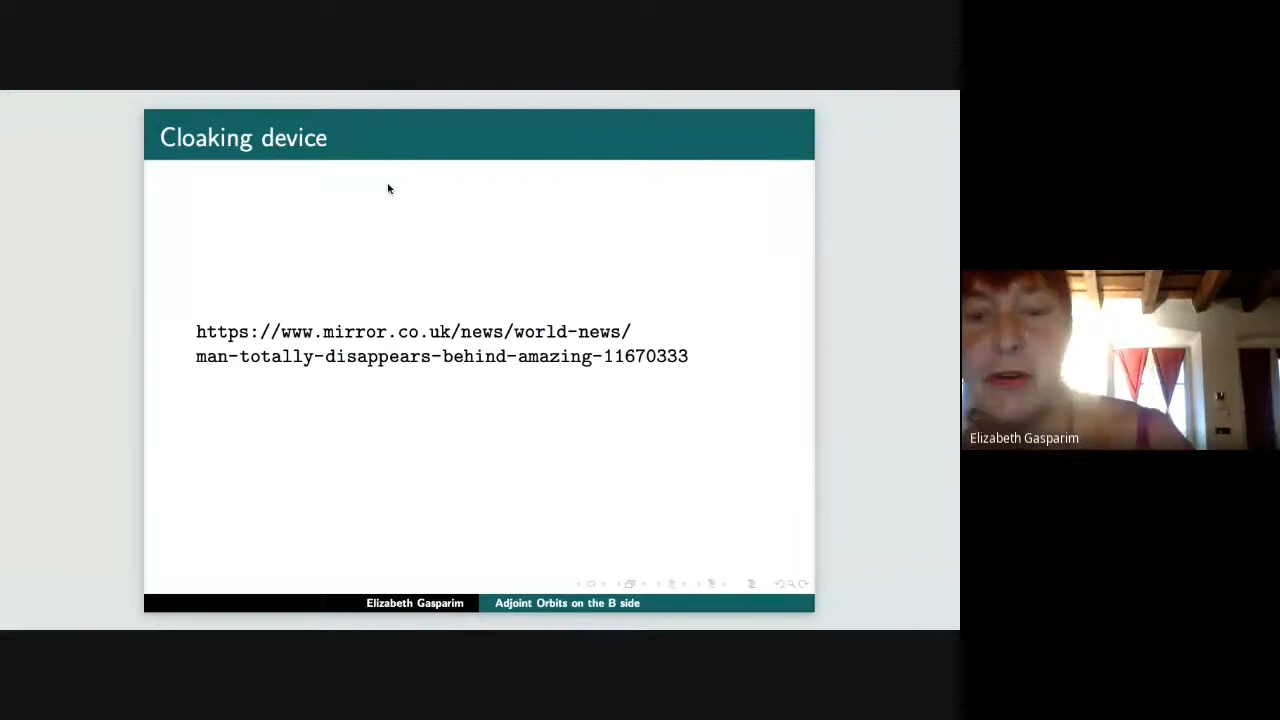 Cloaking device
https://www.mirror.co.uk/news/world-news/
man-totally-disappears-behind-amazing-11670333
Elizabeth Gasparim
Elizabeth Gasparim Adjoint Orbits on the B side